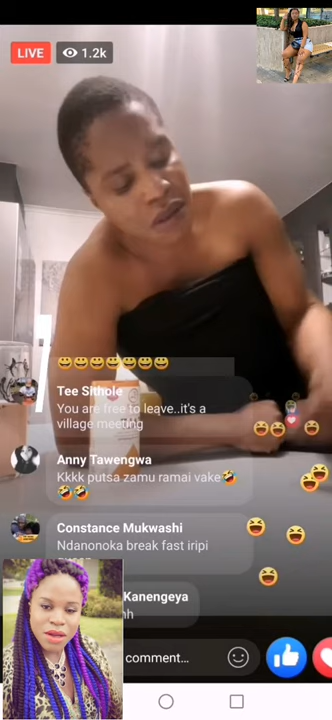 LIVE 1.2k
😀😀😀😀😀😀😀
Tee Sithole
You are free to leave..it's a
village meeting
Anny Tawengwa
Kkkk putsa zamu ramai vake🤣
🤣🤣
Constance Mukwashi
Ndanonoka break fast iripi
Kanengeya
comment...